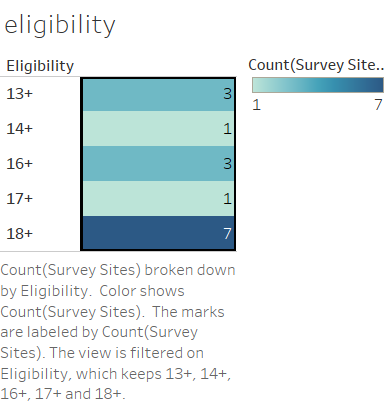 eligibility
Eligibility
Count(Survey Site..
13+ 3
1 7
14+ 1
16+ 3
17+ 1
18+ 7
Count(Survey Sites) broken down
by Eligibility. Color shows
Count(Survey Sites). The marks
are labeled by Count(Survey
Sites). The view is filtered on
Eligibility, which keeps 13+, 14+,
16+, 17+ and 18+.